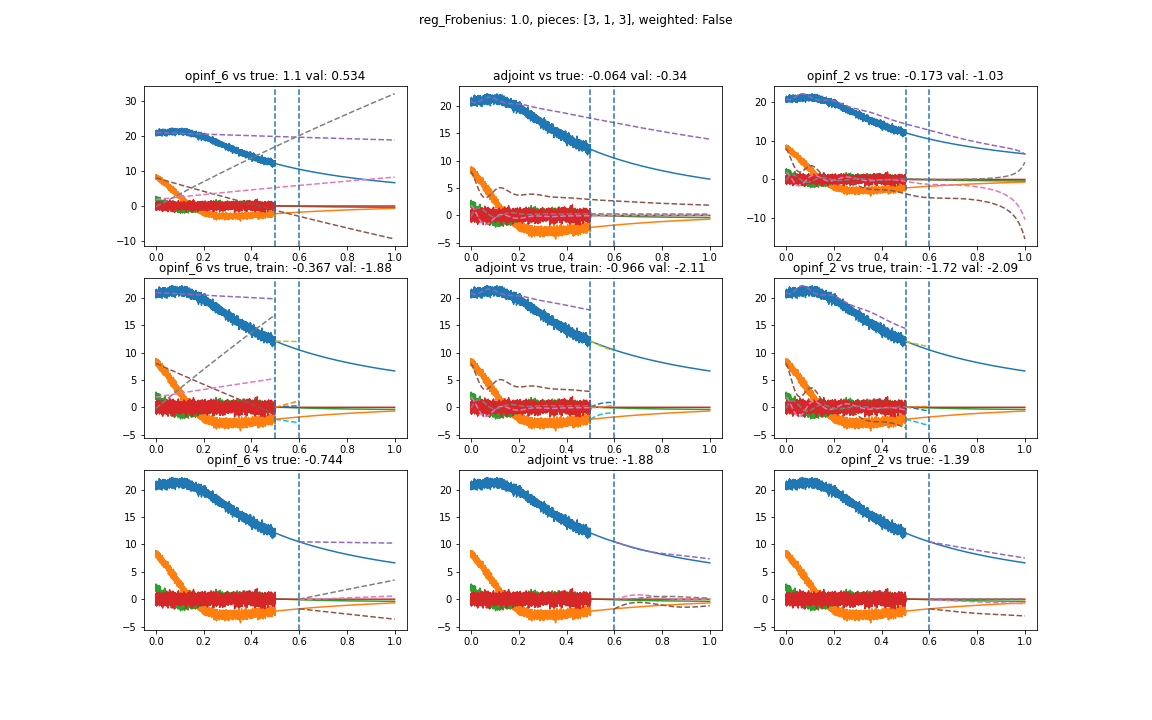 reg_Frobenius: 1.0, pieces: [3, 1, 3], weighted: False
opinf_6 vs true: 1.1 val: 0.534
adjoint vs true: -0.064 val: -0.34
opinf_2 vs true: -0.173 val: -1.03
30
20
10
0
−10
0.0 0.2 0.4 0.6 0.8 1.0
20
15
10
5
0
−5
0.0 0.2 0.4 0.6 0.8 1.0
20
10
0
−10
0.0 0.2 0.4 0.6 0.8 1.0
opinf_6 vs true, train: -0.367 val: -1.88
adjoint vs true, train: -0.966 val: -2.11
opinf_2 vs true, train: -1.72 val: -2.09
20
15
10
5
0
−5
0.0 0.2 0.4 0.6 0.8 1.0
20
15
10
5
0
−5
0.0 0.2 0.4 0.6 0.8 1.0
20
15
10
5
0
−5
0.0 0.2 0.4 0.6 0.8 1.0
opinf_6 vs true: -0.744
adjoint vs true: -1.88
opinf_2 vs true: -1.39
20
15
10
5
0
−5
0.0 0.2 0.4 0.6 0.8 1.0
20
15
10
5
0
−5
0.0 0.2 0.4 0.6 0.8 1.0
20
15
10
5
0
−5
0.0 0.2 0.4 0.6 0.8 1.0